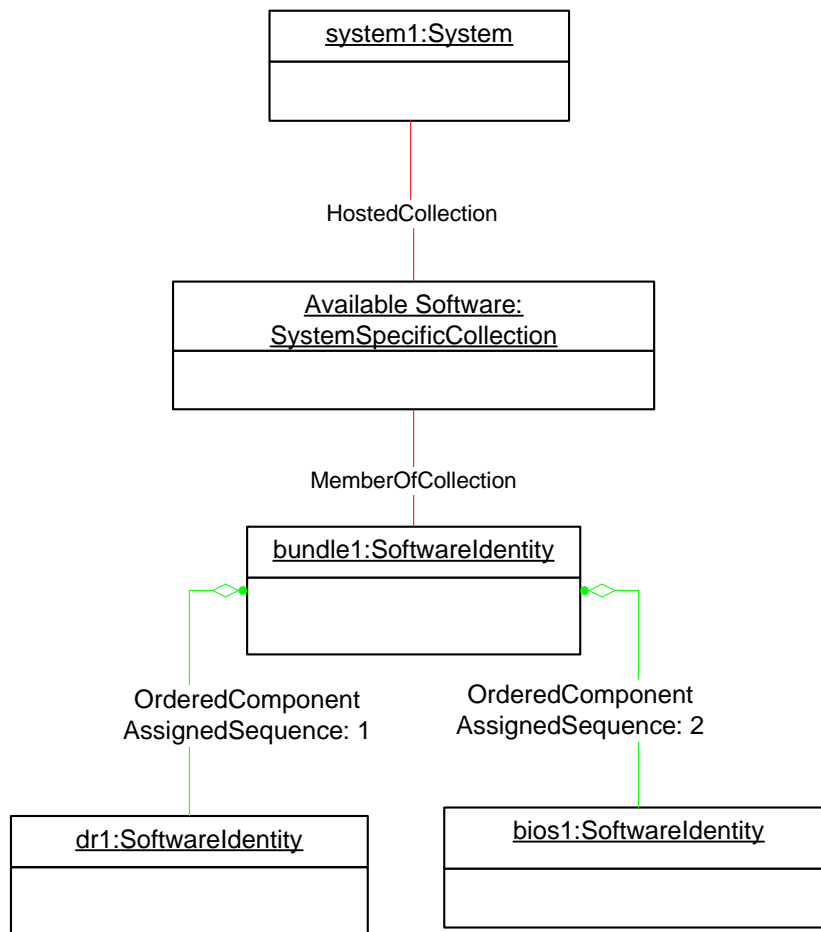 system1:System
HostedCollection
Available Software:
SystemSpecificCollection
MemberOfCollection
bundle1:SoftwareIdentity
OrderedComponent
AssignedSequence: 1
OrderedComponent
AssignedSequence: 2
dr1:SoftwareIdentity
bios1:SoftwareIdentity